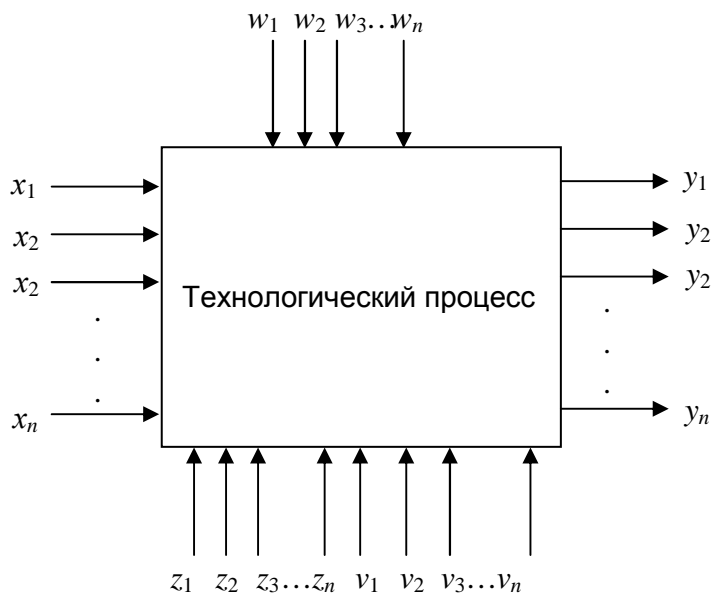 w1 w2 w3…wn
x1
y1
x2
y2
x2
y2
Технологический процесс
.
.
.
.
.
.
xn
yn
z1 z2 z3…zn v1 v2 v3…vn